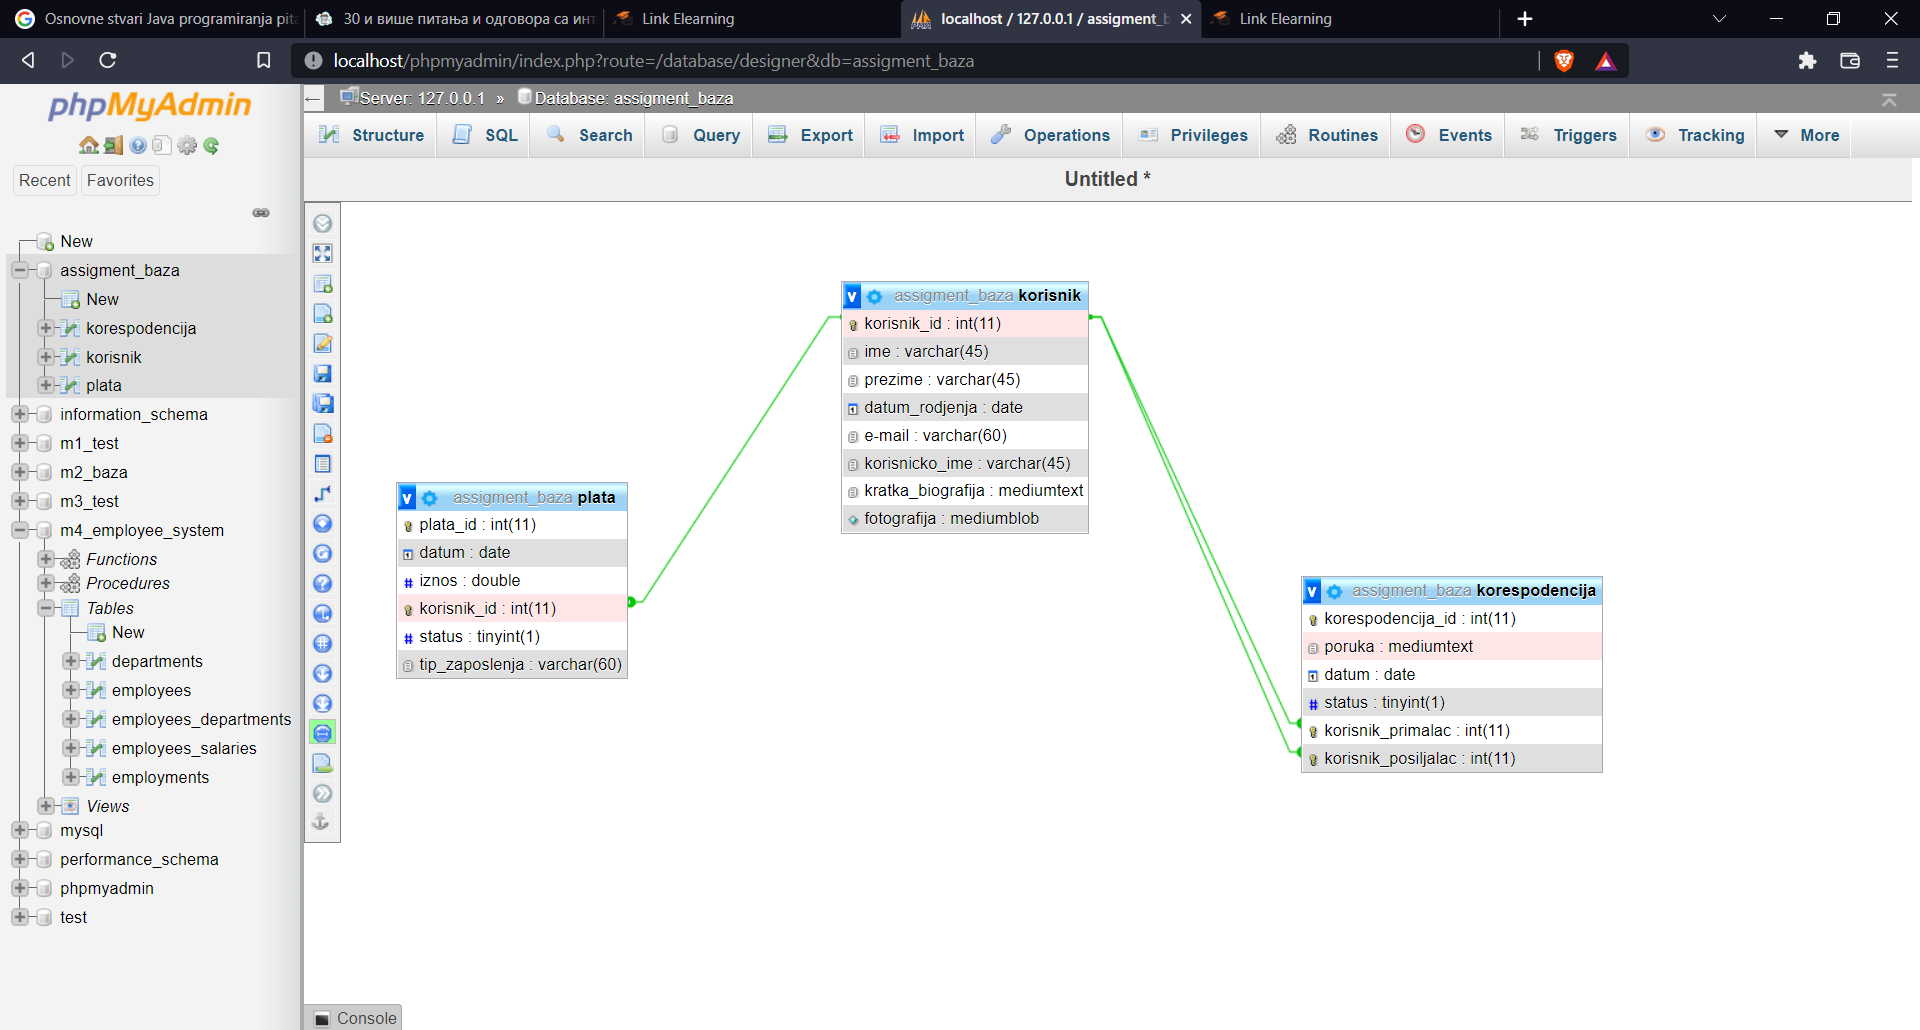 Osnovne stvari Java programiranja pita
30 и више питања и одговора са инт
Link Elearning
localhost / 127.0.0.1 / assigment_b
Link Elearning
localhost/phpmyadmin/index.php?route=/database/designer&db=assigment_baza
phpMyAdmin
Recent
Favorites
New
assigment_baza
New
korespodencija
korisnik
plata
information_schema
m1_test
m2_baza
m3_test
m4_employee_system
Functions
Procedures
Tables
New
departments
employees
employees_departments
employees_salaries
employments
Views
mysql
performance_schema
phpmyadmin
test
Server: 127.0.0.1 » Database: assigment_baza
Structure
SQL
Search
Query
Export
Import
Operations
Privileges
Routines
Events
Triggers
Tracking
More
Untitled *
v assigment_baza korisnik
korisnik_id : int(11)
ime : varchar(45)
prezime : varchar(45)
datum_rodjenja : date
e-mail : varchar(60)
korisnicko_ime : varchar(45)
kratka_biografija : mediumtext
fotografija : mediumblob
v assigment_baza plata
plata_id : int(11)
datum : date
# iznos : double
korisnik_id : int(11)
# status : tinyint(1)
tip_zaposlenja : varchar(60)
v assigment_baza korespodencija
korespodencija_id : int(11)
poruka : mediumtext
datum : date
# status : tinyint(1)
korisnik_primalac : int(11)
korisnik_posiljalac : int(11)
Console